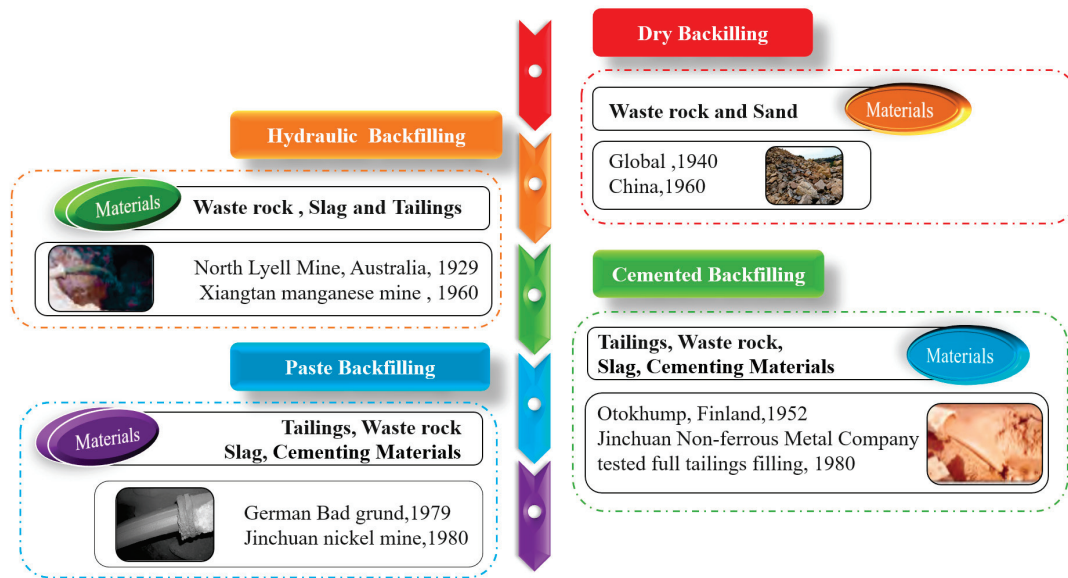 Dry Backilling
Waste rock and Sand
Materials
Global ,1940
China,1960
Hydraulic Backfilling
Materials
Waste rock , Slag and Tailings
North Lyell Mine, Australia, 1929
Xiangtan manganese mine , 1960
Cemented Backfilling
Tailings, Waste rock,
Slag, Cementing Materials
Materials
Otokhump, Finland,1952
Jinchuan Non-ferrous Metal Company
tested full tailings filling, 1980
Paste Backfilling
Materials
Tailings, Waste rock
Slag, Cementing Materials
German Bad grund,1979
Jinchuan nickel mine,1980